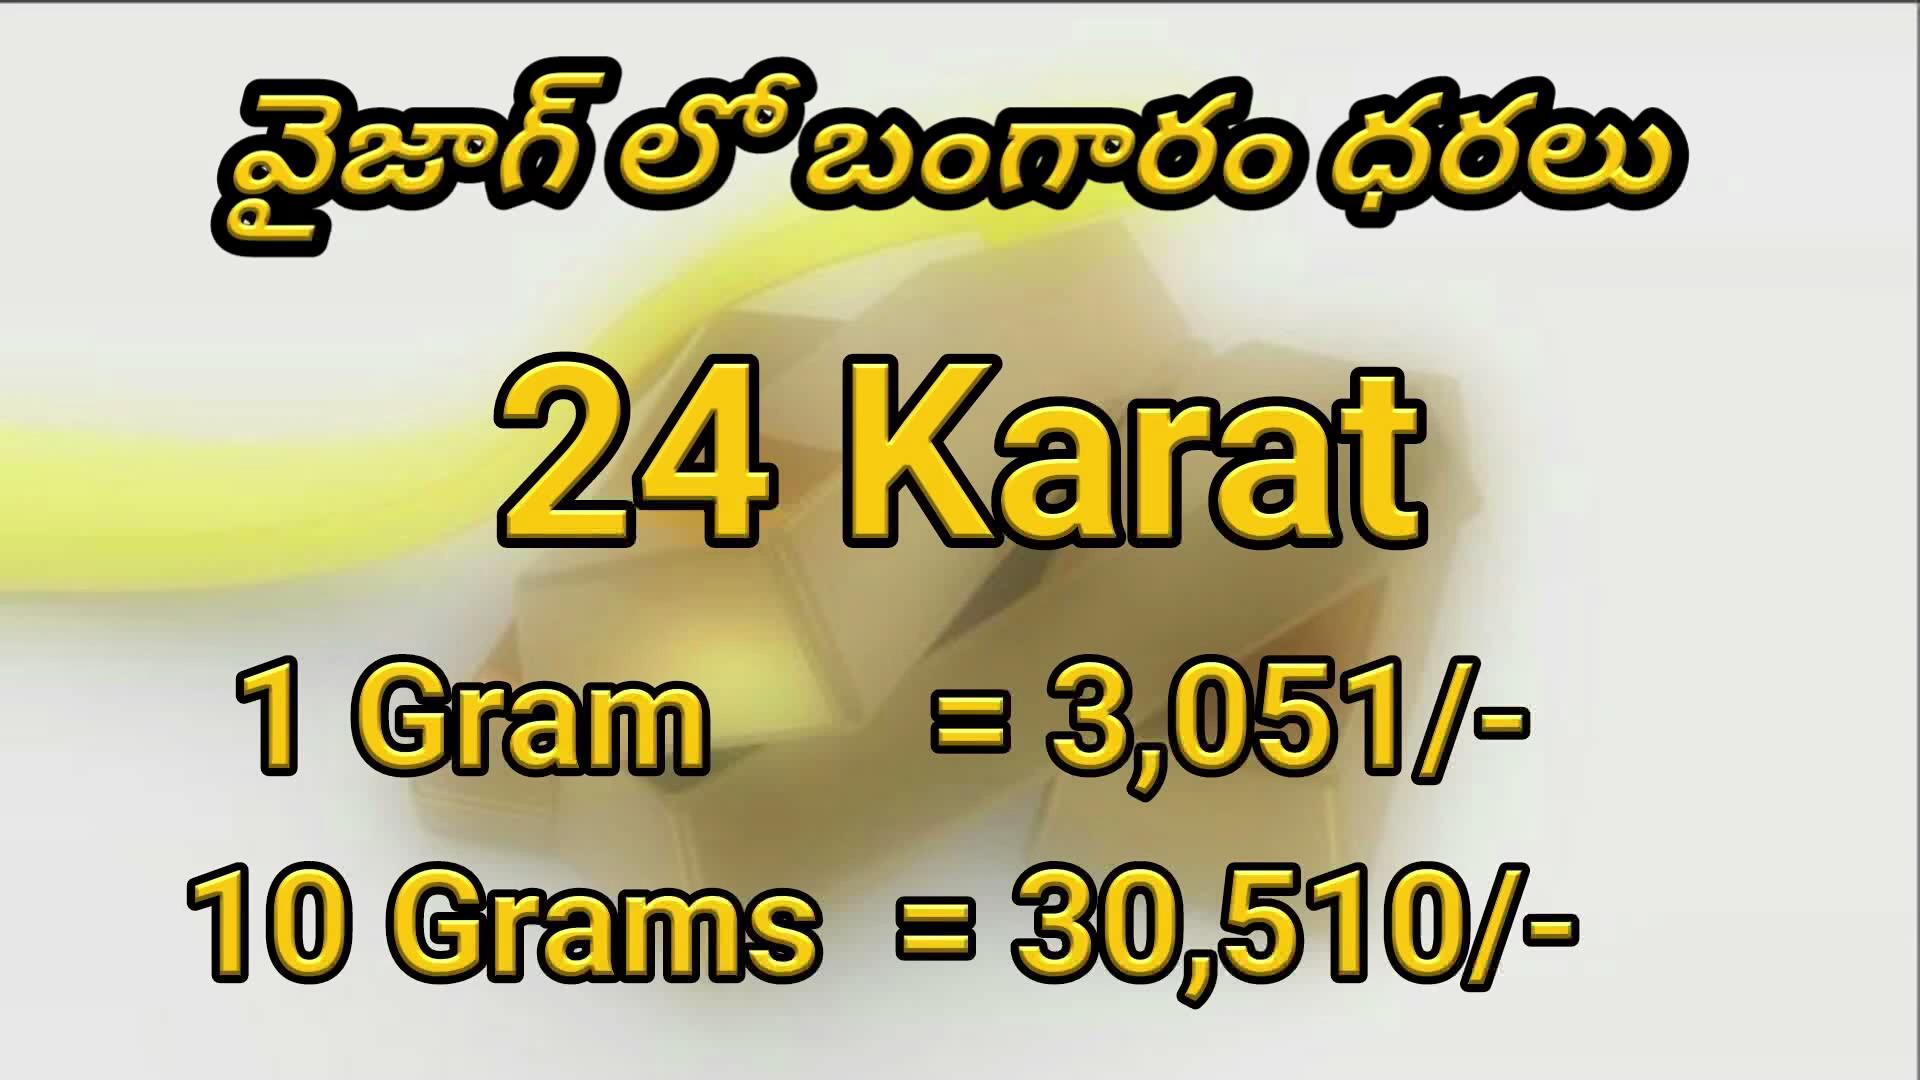 వైజాగ్ లో బంగారం ధరలు
24 Karat
1 Gram = 3,051/-
10 Grams = 30,510/-